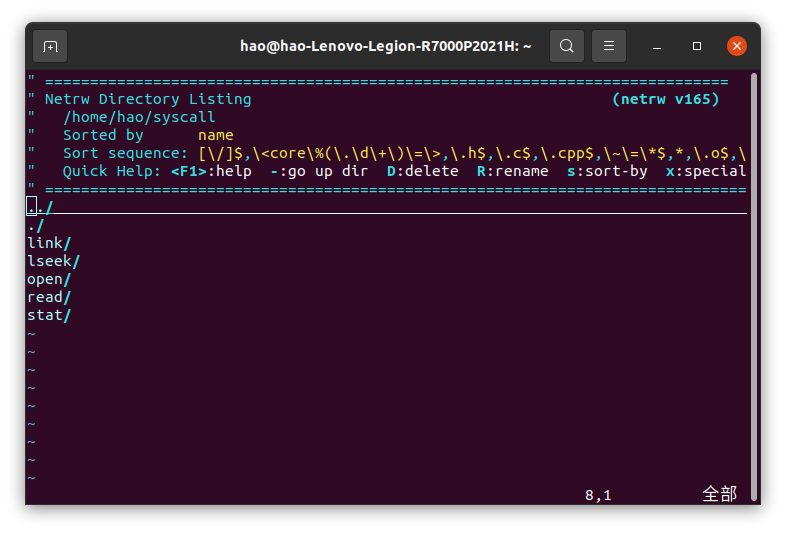 hao@hao-Lenovo-Legion-R7000P2021H: ~
" ============================================================================
" Netrw Directory Listing (netrw v165)
"   /home/hao/syscall
"   Sorted by      name
"   Sort sequence: [\/]$,\<core\%(\.\d\+\)\=\>,\.h$,\.c$,\.cpp$,\~\=\*$,*,\.o$,\
"   Quick Help: <F1>:help  -:go up dir  D:delete  R:rename  s:sort-by  x:special
" ==============================================================================
../
./
link/
lseek/
open/
read/
stat/
~
~
~
~
~
~
~
~
~
8,1 全部